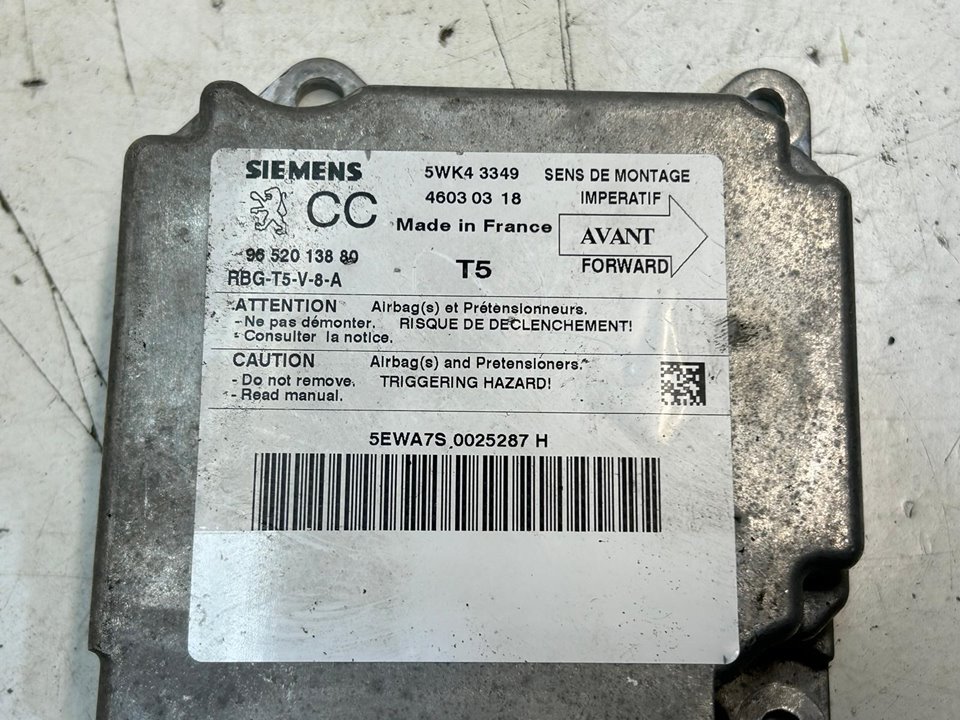 SIEMENS 5WK4 3349 SENS DE MONTAGE
CC 4603 03 18 IMPERATIF
Made in France AVANT
96 520 138 80 T5 FORWARD
RBG-T5-V-8-A
ATTENTION Airbag(s) et Prétensionneurs.
- Ne pas démonter. RISQUE DE DECLENCHEMENT!
- Consulter la notice.
CAUTION Airbag(s) and Pretensioners.
- Do not remove. TRIGGERING HAZARD!
- Read manual.
5EWA7S 0025287 H